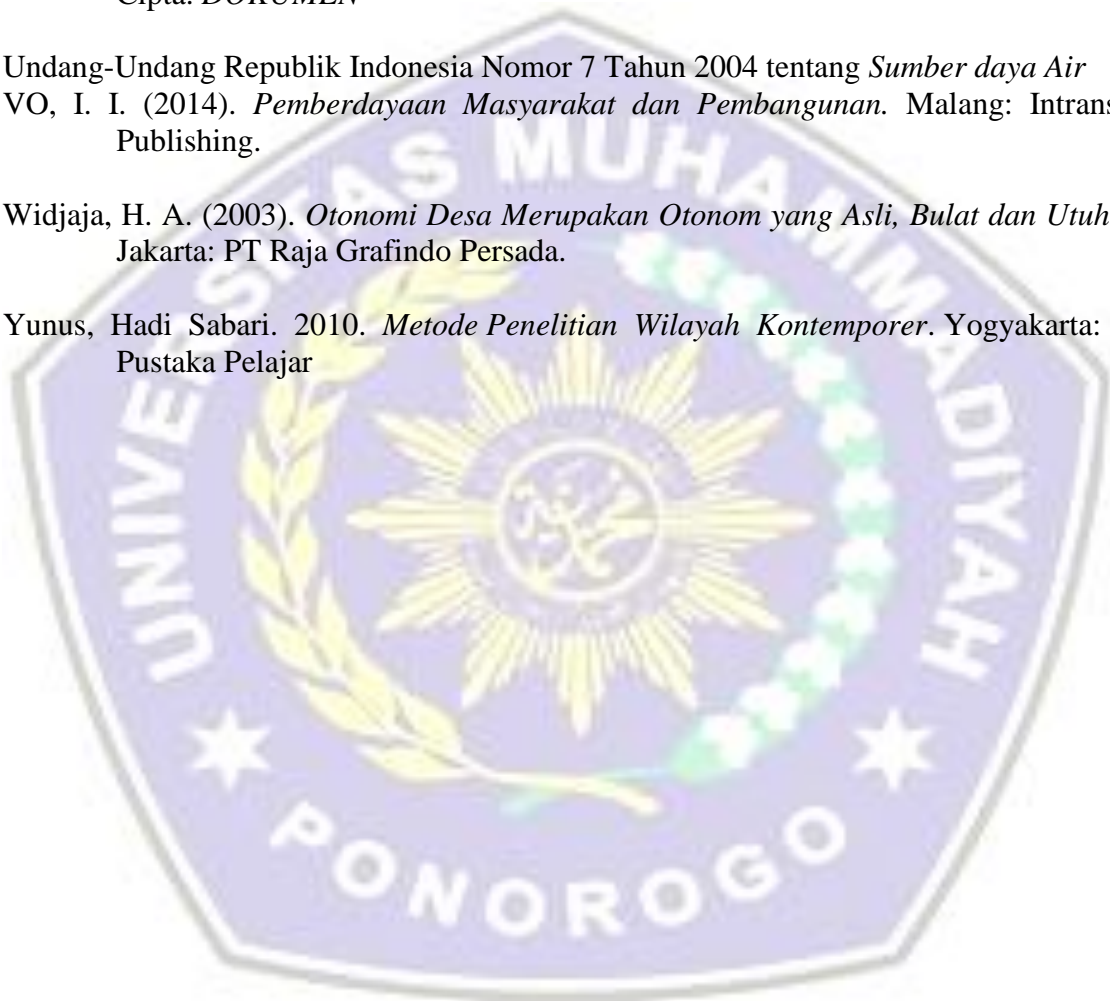 Cipta. DOKUMEN
Undang-Undang Republik Indonesia Nomor 7 Tahun 2004 tentang Sumber daya Air
VO, I. I. (2014). Pemberdayaan Masyarakat dan Pembangunan. Malang: Intrans
Publishing.
Widjaja, H. A. (2003). Otonomi Desa Merupakan Otonom yang Asli, Bulat dan Utuh
Jakarta: PT Raja Grafindo Persada.
Yunus, Hadi Sabari. 2010. Metode Penelitian Wilayah Kontemporer. Yogyakarta:
Pustaka Pelajar
UNIVERSITAS MUHAMMADIYAH
PONOROGO